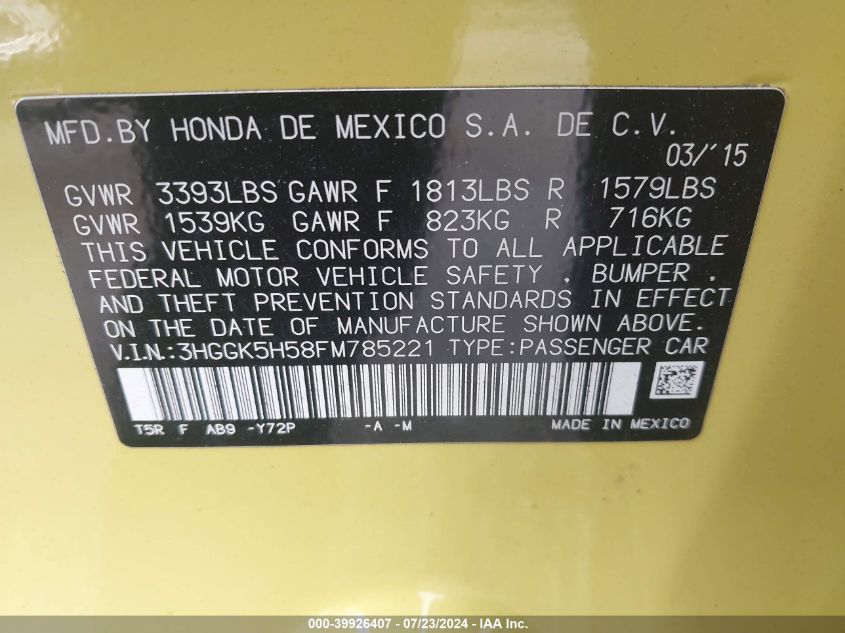 MFD.BY HONDA DE MEXICO S.A. DE C.V.
03/'15
GVWR 3393LBS GAWR F 1813LBS R 1579LBS
GVWR 1539KG GAWR F 823KG R 716KG
THIS VEHICLE CONFORMS TO ALL APPLICABLE
FEDERAL MOTOR VEHICLE SAFETY , BUMPER ,
AND THEFT PREVENTION STANDARDS IN EFFECT
ON THE DATE OF MANUFACTURE SHOWN ABOVE.
V.I.N.:3HGGK5H58FM785221 TYPE:PASSENGER CAR
T5R F AB9 -Y72P -A -M MADE IN MEXICO
000-39926407 - 07/23/2024 - IAA Inc.